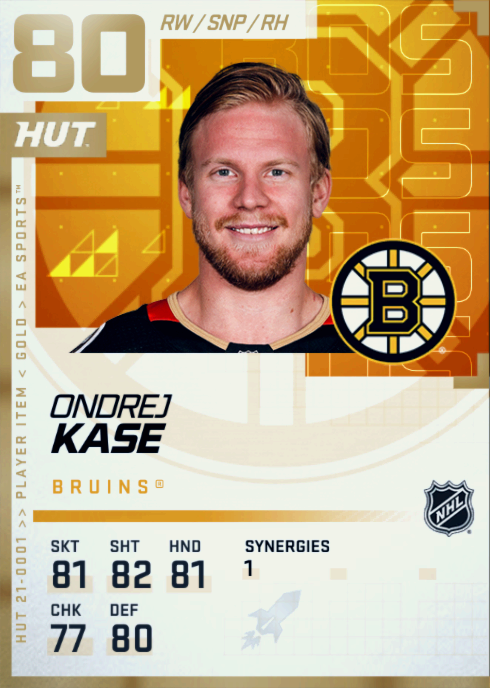 80
RW / SNP / RH
HUT
HUT 21-0001 >> PLAYER ITEM < GOLD > EA SPORTS™
B
ONDREJ
KASE
BRUINS®
NHL
SKT SHT HND SYNERGIES
81 82 81 1
CHK DEF
77 80